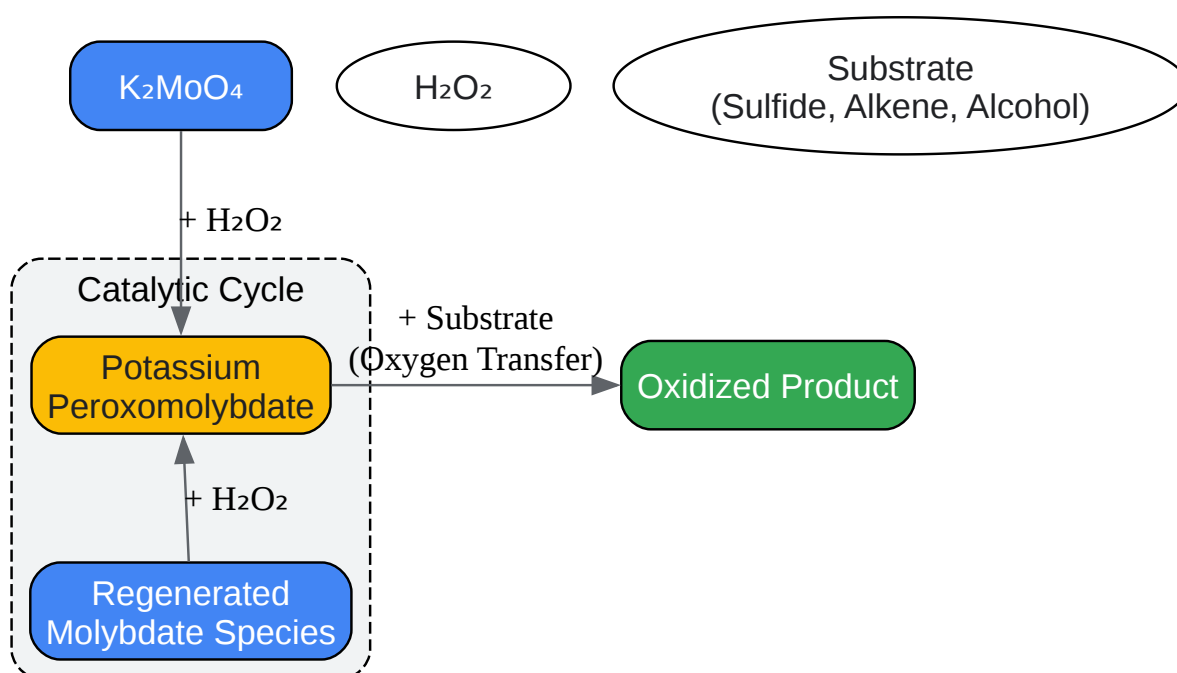 K₂MoO₄
H₂O₂
Substrate
(Sulfide, Alkene, Alcohol)
+ H₂O₂
Catalytic Cycle
+ Substrate
(Oxygen Transfer)
Potassium
Peroxomolybdate
Oxidized Product
+ H₂O₂
Regenerated
Molybdate Species